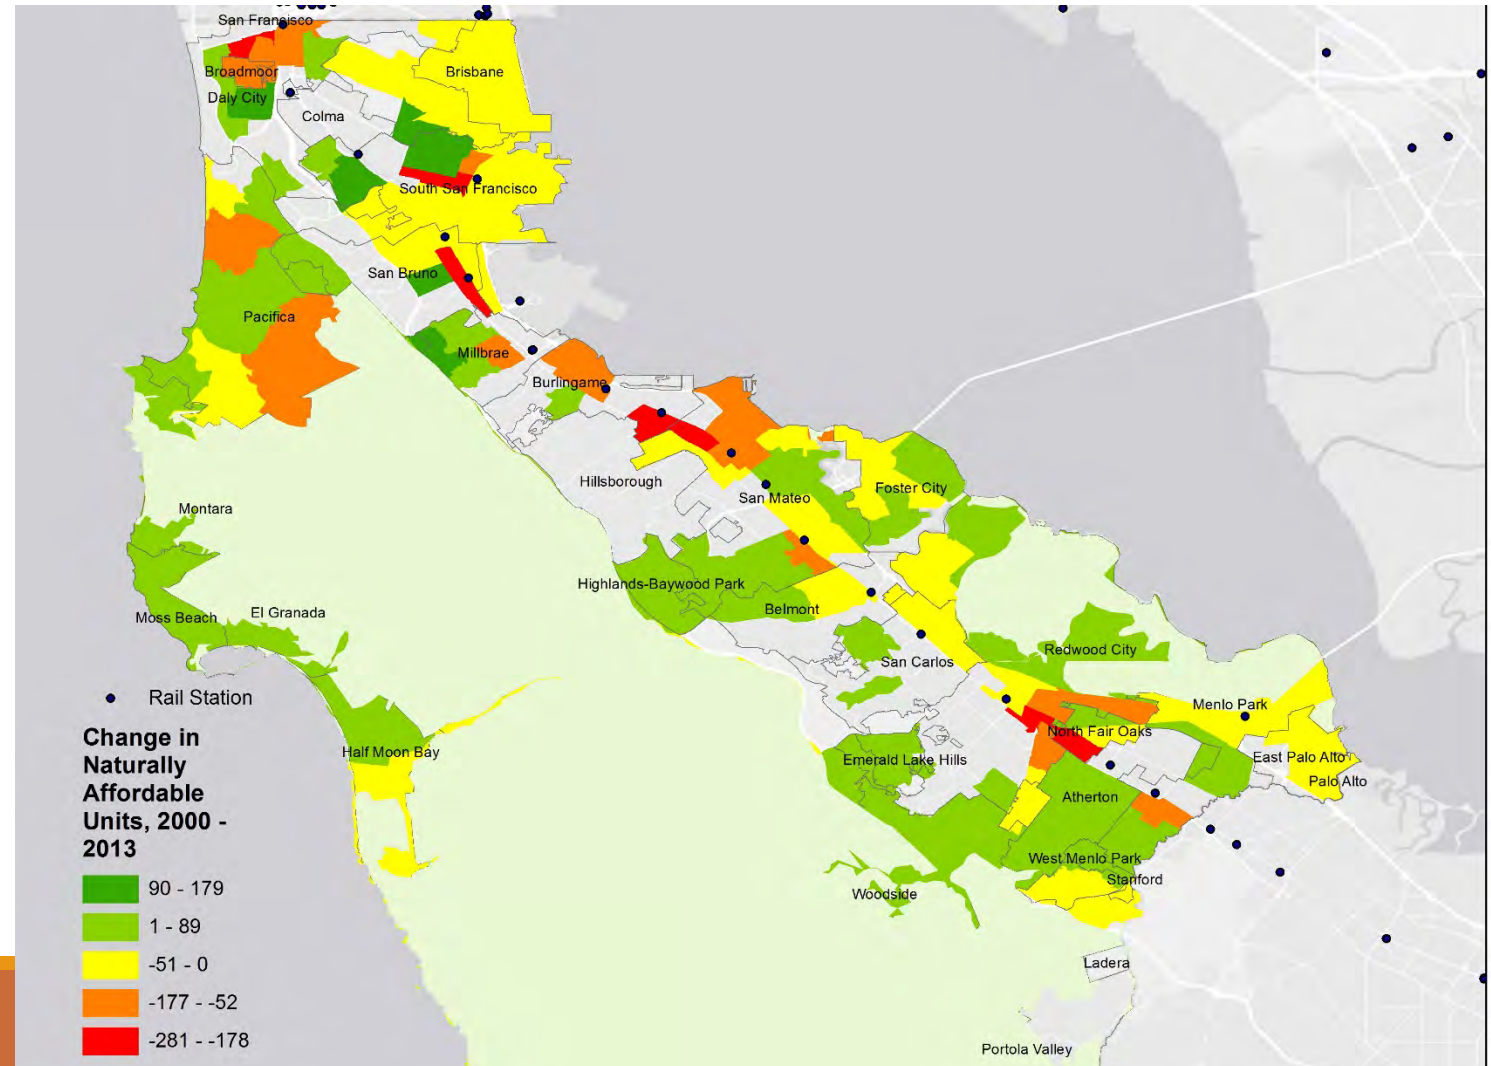 San Francisco
Broadmoor
Brisbane
Daly City
Colma
South San Francisco
San Bruno
Pacifica
Millbrae
Burlingame
Hillsborough
San Mateo
Foster City
Montara
Highlands-Baywood Park
Belmont
Moss Beach
El Granada
Redwood City
San Carlos
Menlo Park
North Fair Oaks
Half Moon Bay
Emerald Lake Hills
East Palo Alto
Palo Alto
Atherton
West Menlo Park
Stanford
Woodside
Ladera
Portola Valley
Rail Station
Change in
Naturally
Affordable
Units, 2000 -
2013
90 - 179
1 - 89
-51 - 0
-177 - -52
-281 - -178